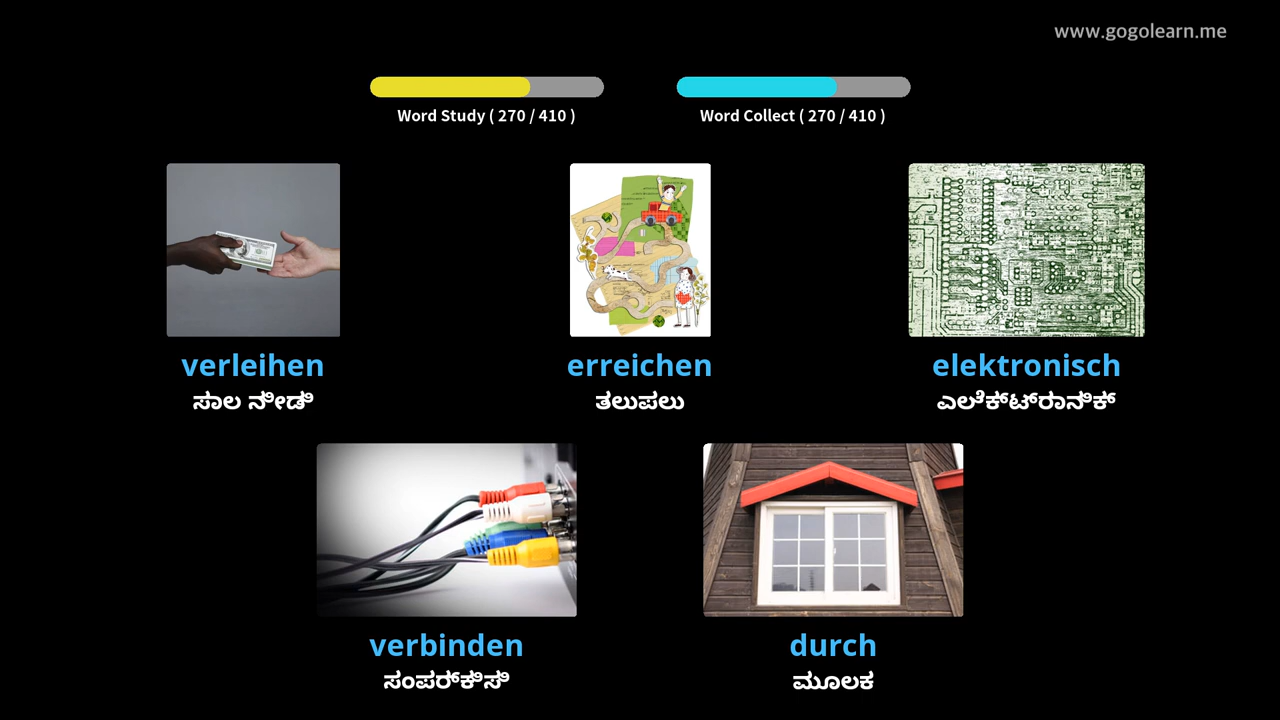 www.gogolearn.me
Word Study ( 270 / 410 )
Word Collect ( 270 / 410 )
verleihen
ಸಾಲ ನೀಡಿ
erreichen
ತಲುಪಲು
elektronisch
ಎಲೆಕ್ಟ್ರಾನಿಕ್
verbinden
ಸಂಪರ್ಕಿಸಿ
durch
ಮೂಲಕ